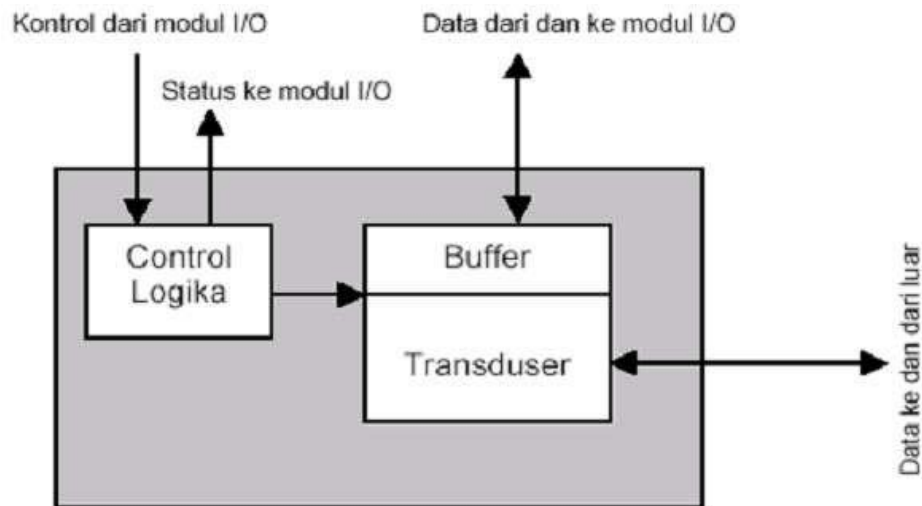 Kontrol dari modul I/O
Data dari dan ke modul I/O
Status ke modul I/O
Control
Logika
Buffer
Transduser
Data ke dan dari luar